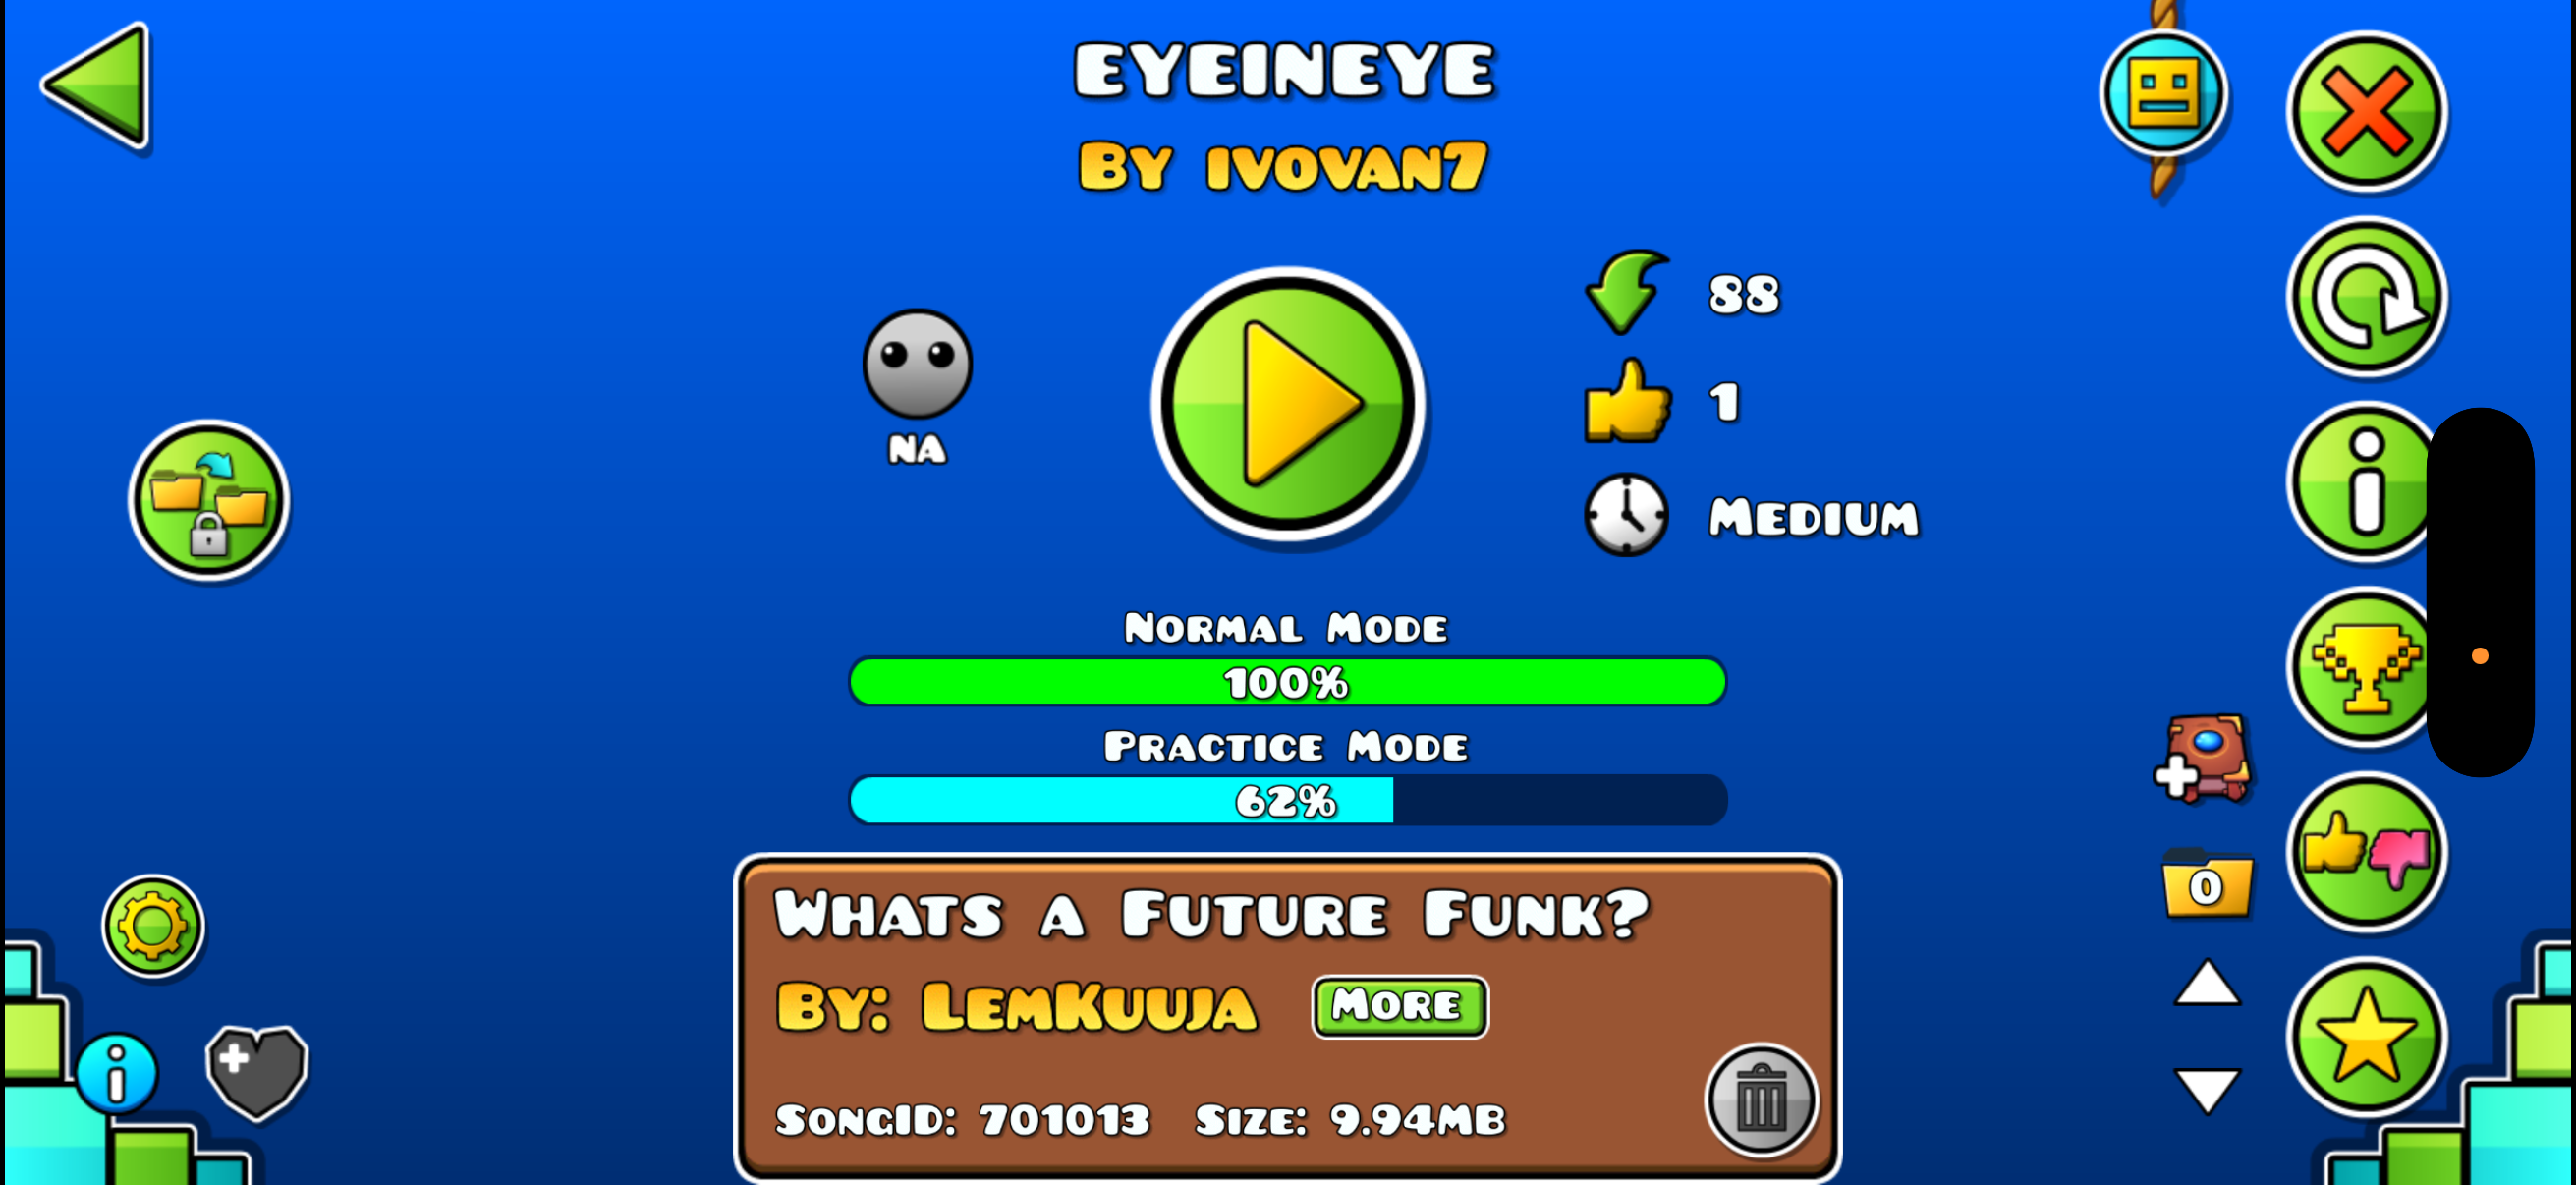 EYEINEYE
By ivovan7
88
NA
1
Medium
Normal Mode
100%
Practice Mode
62%
0
Whats a Future Funk?
By: LemKuuja
More
SongID: 701013 Size: 9.94MB